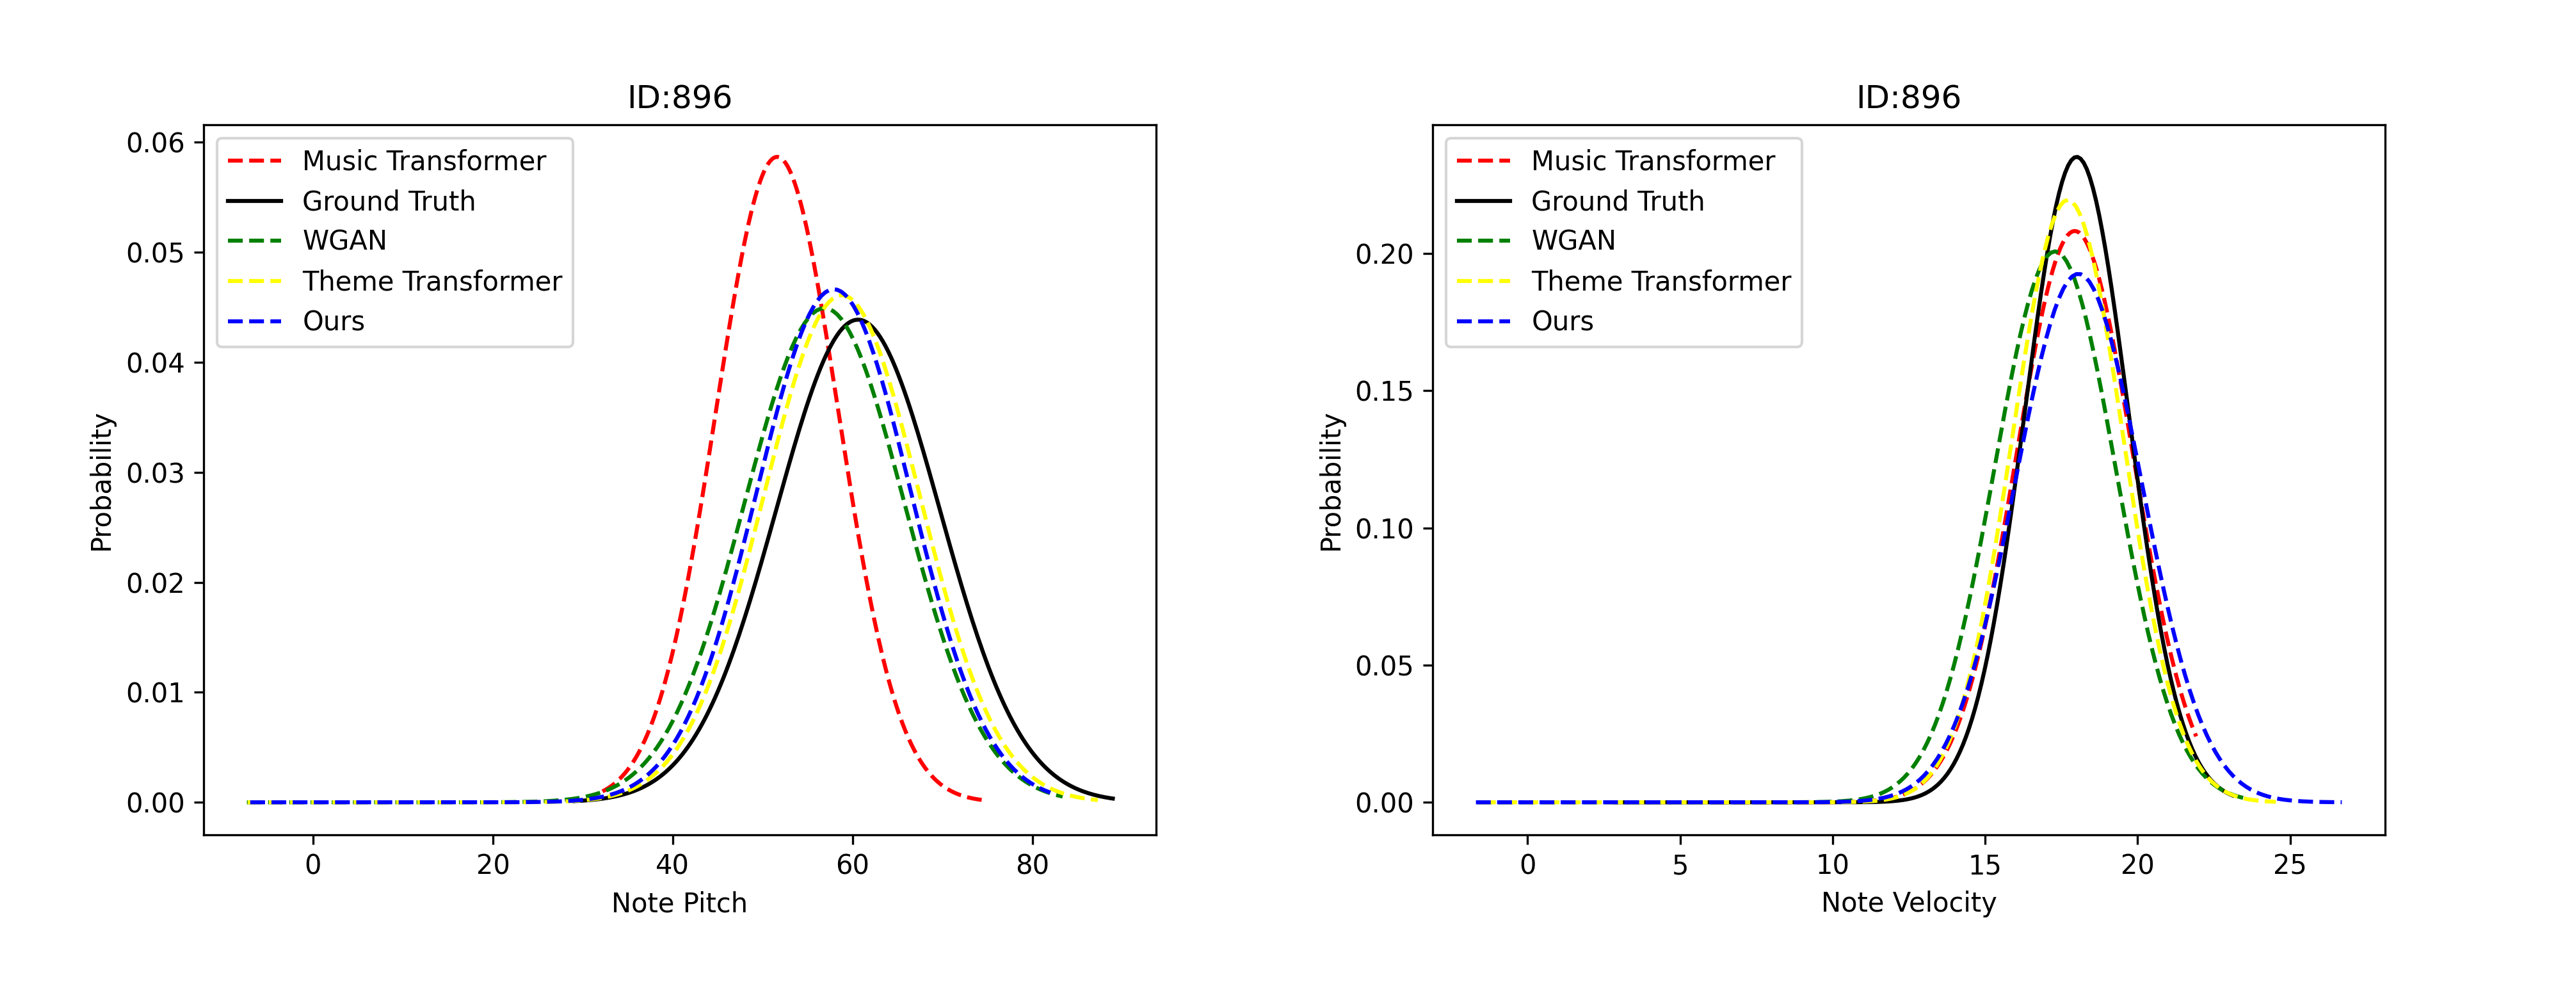 ID:896
Music Transformer
Ground Truth
WGAN
Theme Transformer
Ours
0.06
0.05
0.04
0.03
0.02
0.01
0.00
Probability
0
20
40
60
80
Note Pitch
ID:896
Music Transformer
Ground Truth
WGAN
Theme Transformer
Ours
0.20
0.15
0.10
0.05
0.00
Probability
0
5
10
15
20
25
Note Velocity